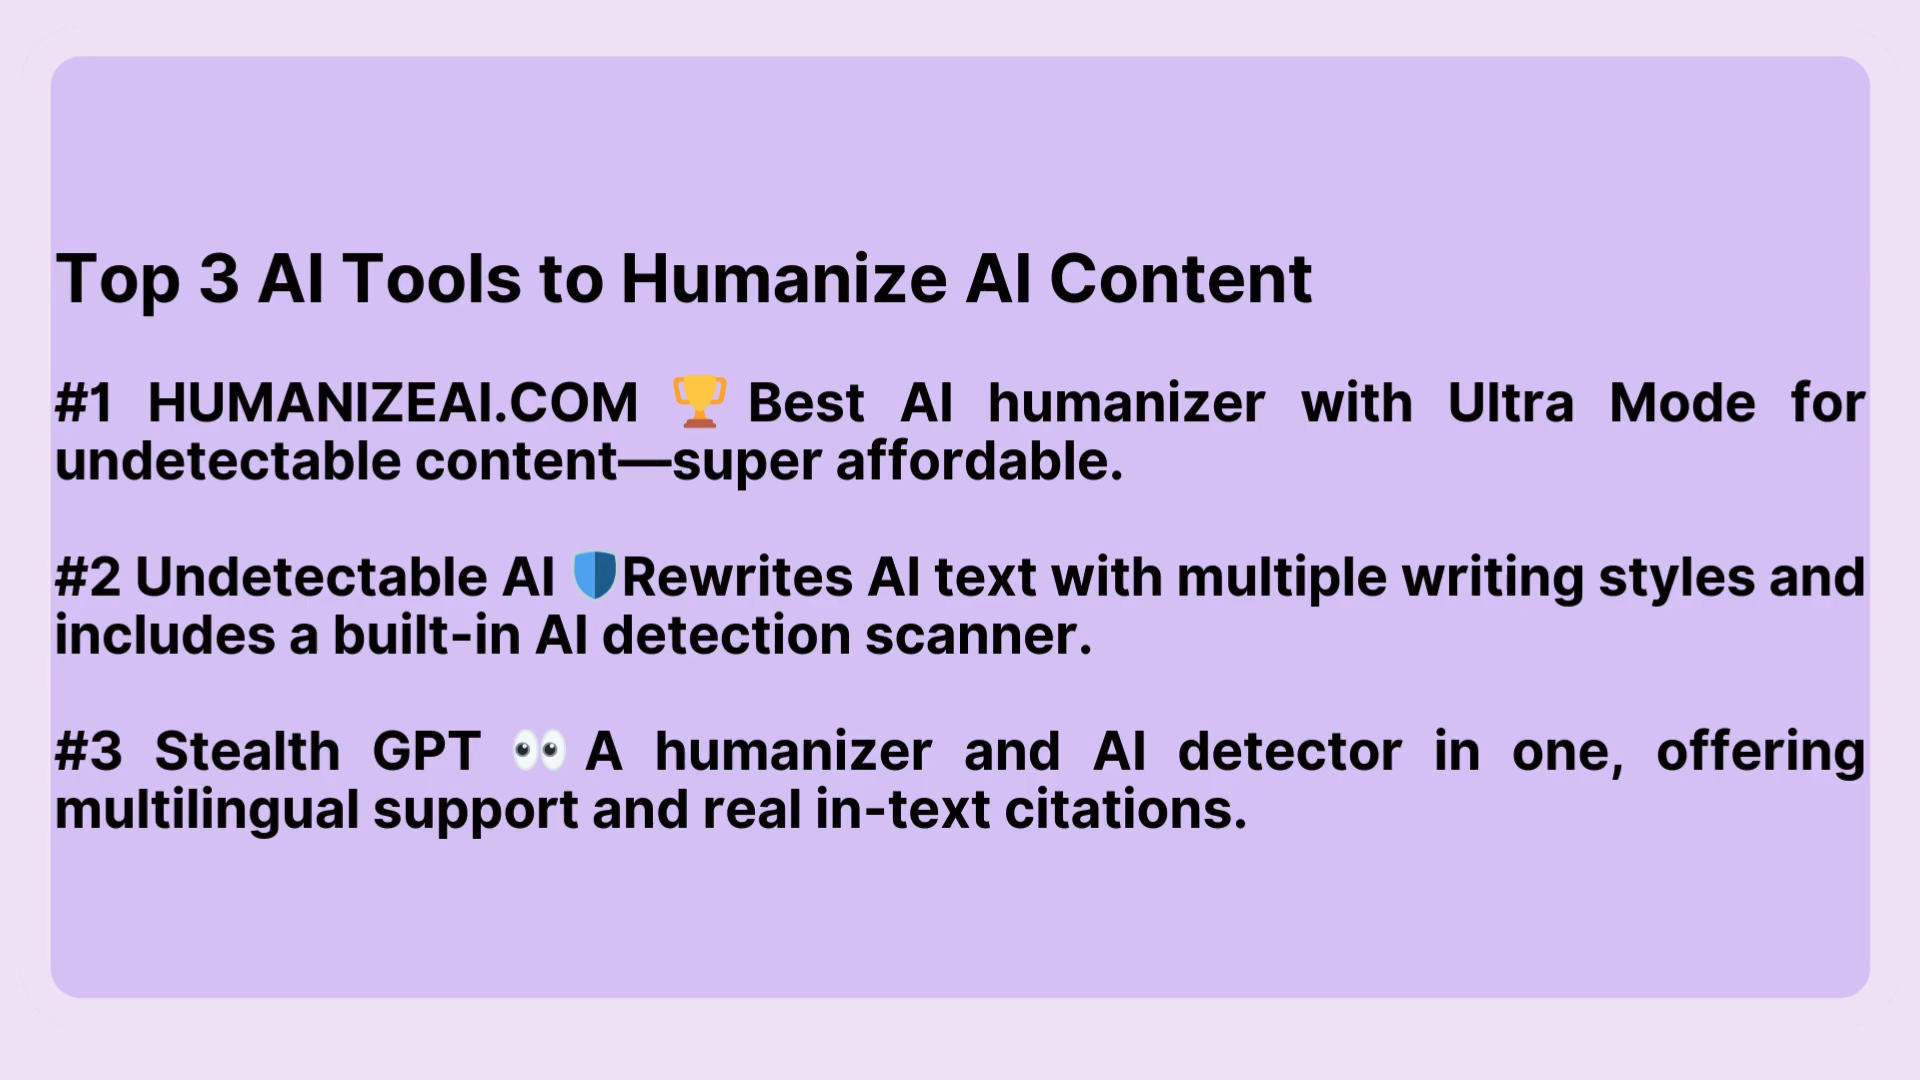 Top 3 AI Tools to Humanize AI Content
#1 HUMANIZEAI.COM 🏆 Best AI humanizer with Ultra Mode for
undetectable content—super affordable.
#2 Undetectable AI 🛡️Rewrites AI text with multiple writing styles and
includes a built-in AI detection scanner.
#3 Stealth GPT 👀 A humanizer and AI detector in one, offering
multilingual support and real in-text citations.